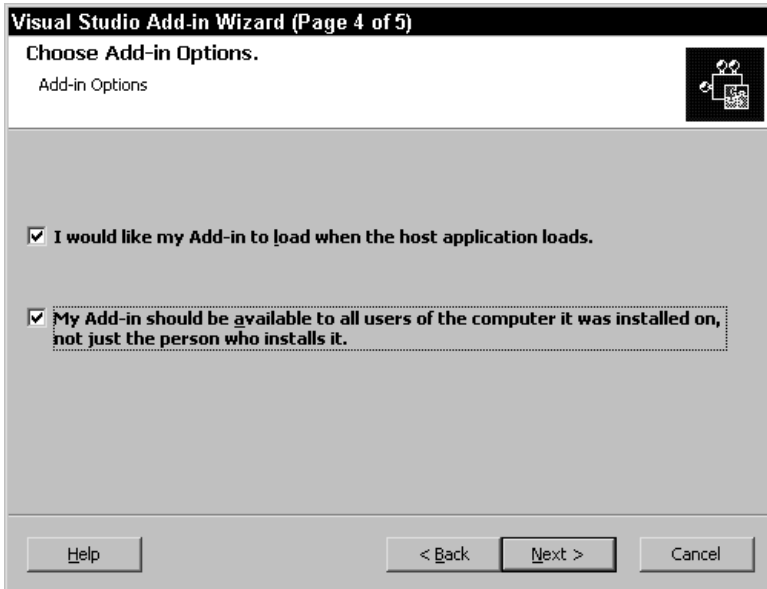 Visual Studio Add-in Wizard (Page 4 of 5)
Choose Add-in Options.
Add-in Options
I would like my Add-in to load when the host application loads.
My Add-in should be available to all users of the computer it was installed on,
not just the person who installs it.
Help
< Back
Next >
Cancel